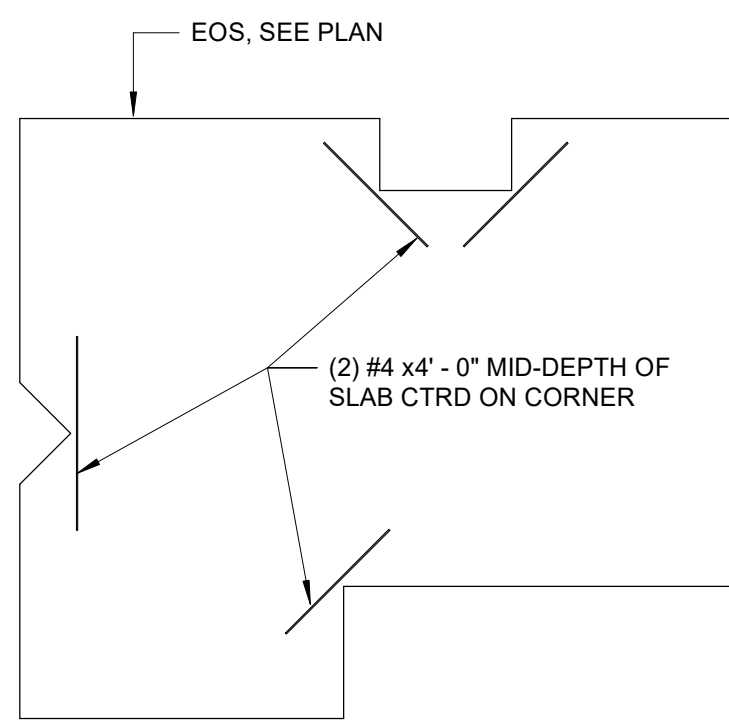 EOS, SEE PLAN
(2) #4 x4' - 0" MID-DEPTH OF
SLAB CTRD ON CORNER